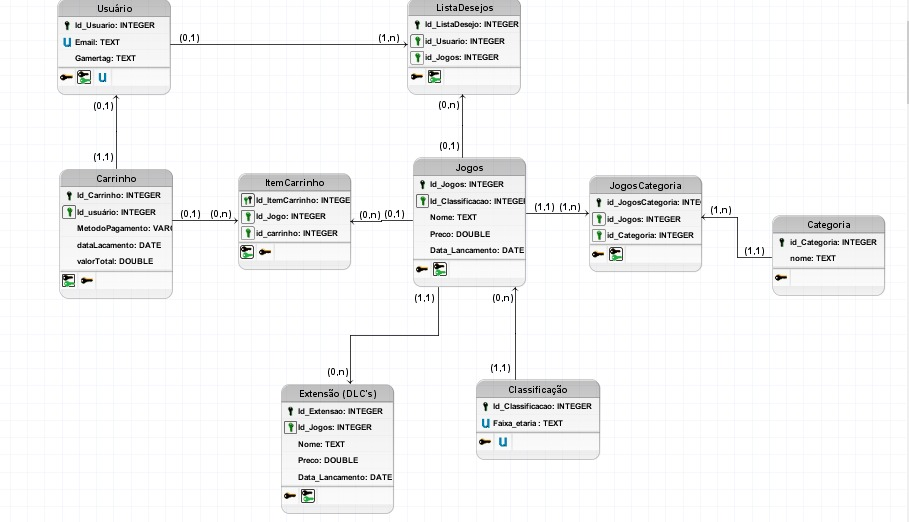 Usuário
Id_Usuario: INTEGER
Email: TEXT
Gamertag: TEXT
(0,1)
(1,n)
ListaDesejos
Id_ListaDesejo: INTEGER
id_Usuario: INTEGER
id_Jogos: INTEGER
(0,1)
(1,1)
(0,n)
(0,1)
Carrinho
Id_Carrinho: INTEGER
Id_usuário: INTEGER
MetodoPagamento: VAR
dataLacamento: DATE
valorTotal: DOUBLE
(0,1)
(0,n)
ItemCarrinho
Id_ItemCarrinho: INTEGE
Id_Jogo: INTEGER
id_carrinho: INTEGER
(0,n)
(0,1)
Jogos
Id_Jogos: INTEGER
Id_Classificacao: INTEGE
Nome: TEXT
Preco: DOUBLE
Data_Lancamento: DATE
(1,1)
(1,n)
JogosCategoria
id_JogosCategoria: INTE
Id_Jogos: INTEGER
id_Categoria: INTEGER
(1,n)
(1,1)
Categoria
id_Categoria: INTEGER
nome: TEXT
(1,1)
(0,n)
(0,n)
(1,1)
Extensão (DLC's)
Id_Extensao: INTEGER
Id_Jogos: INTEGER
Nome: TEXT
Preco: DOUBLE
Data_Lancamento: DATE
Classificação
Id_Classificacao: INTEGER
Faixa_etaria : TEXT